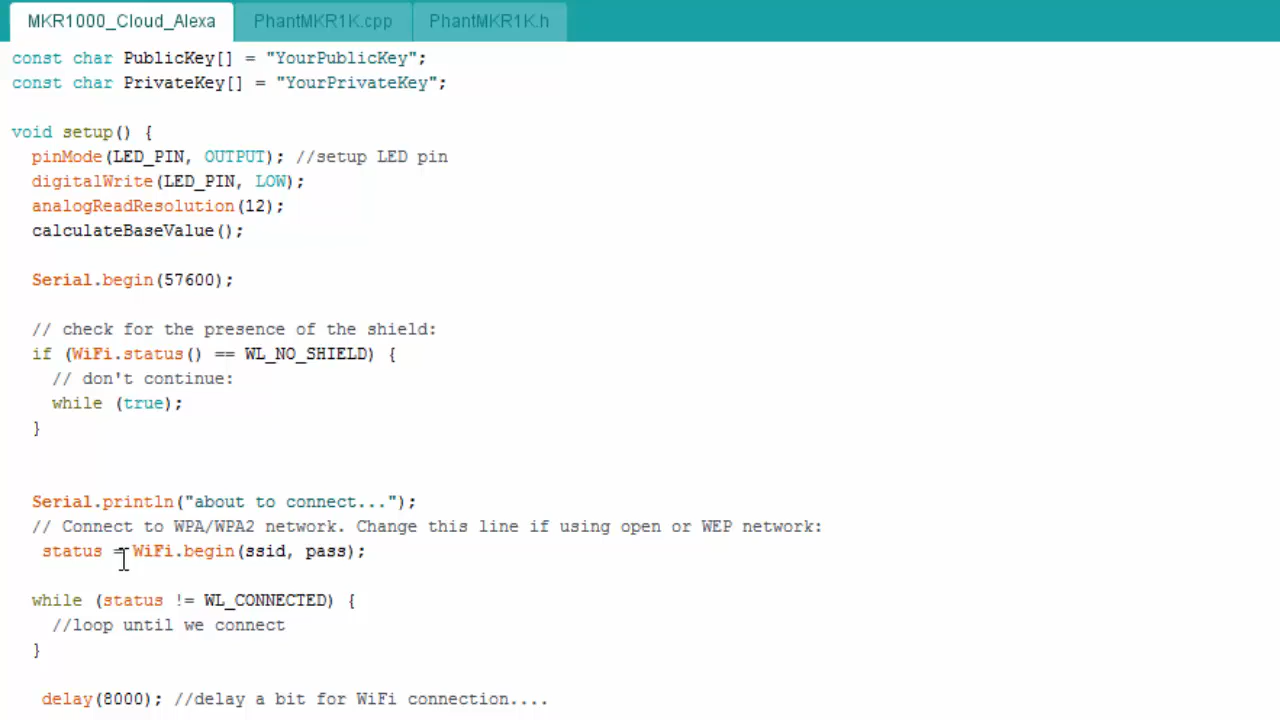 MKR1000_Cloud_Alexa PhantMKR1K.cpp PhantMKR1K.h
const char PublicKey[] = "YourPublicKey";
const char PrivateKey[] = "YourPrivateKey";
void setup() {
pinMode(LED_PIN, OUTPUT); //setup LED pin
digitalWrite(LED_PIN, LOW);
analogReadResolution(12);
calculateBaseValue();
Serial.begin(57600);
// check for the presence of the shield:
if (WiFi.status() == WL_NO_SHIELD) {
// don't continue:
while (true);
}
Serial.println("about to connect...");
// Connect to WPA/WPA2 network. Change this line if using open or WEP network:
status = WiFi.begin(ssid, pass);
while (status != WL_CONNECTED) {
//loop until we connect
}
delay(8000); //delay a bit for WiFi connection....